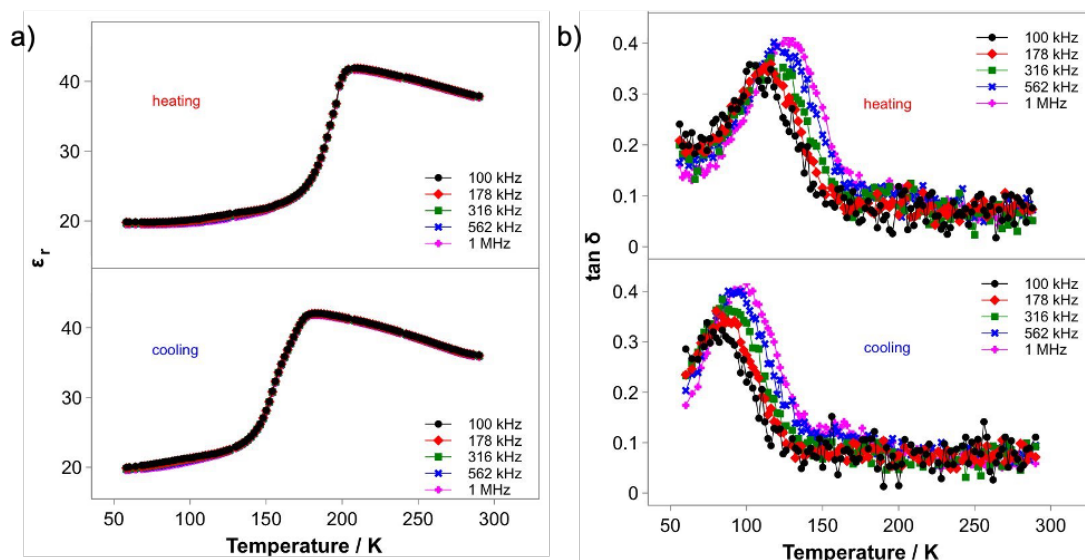 a)
heating
40
30
20
100 kHz
178 kHz
316 kHz
562 kHz
1 MHz
εr
cooling
40
30
20
100 kHz
178 kHz
316 kHz
562 kHz
1 MHz
50 100 150 200 250 300
Temperature / K
b)
0.4
0.3
0.2
0.1
0
heating
100 kHz
178 kHz
316 kHz
562 kHz
1 MHz
tan δ
0.4
0.3
0.2
0.1
0
cooling
100 kHz
178 kHz
316 kHz
562 kHz
1 MHz
50 100 150 200 250 300
Temperature / K